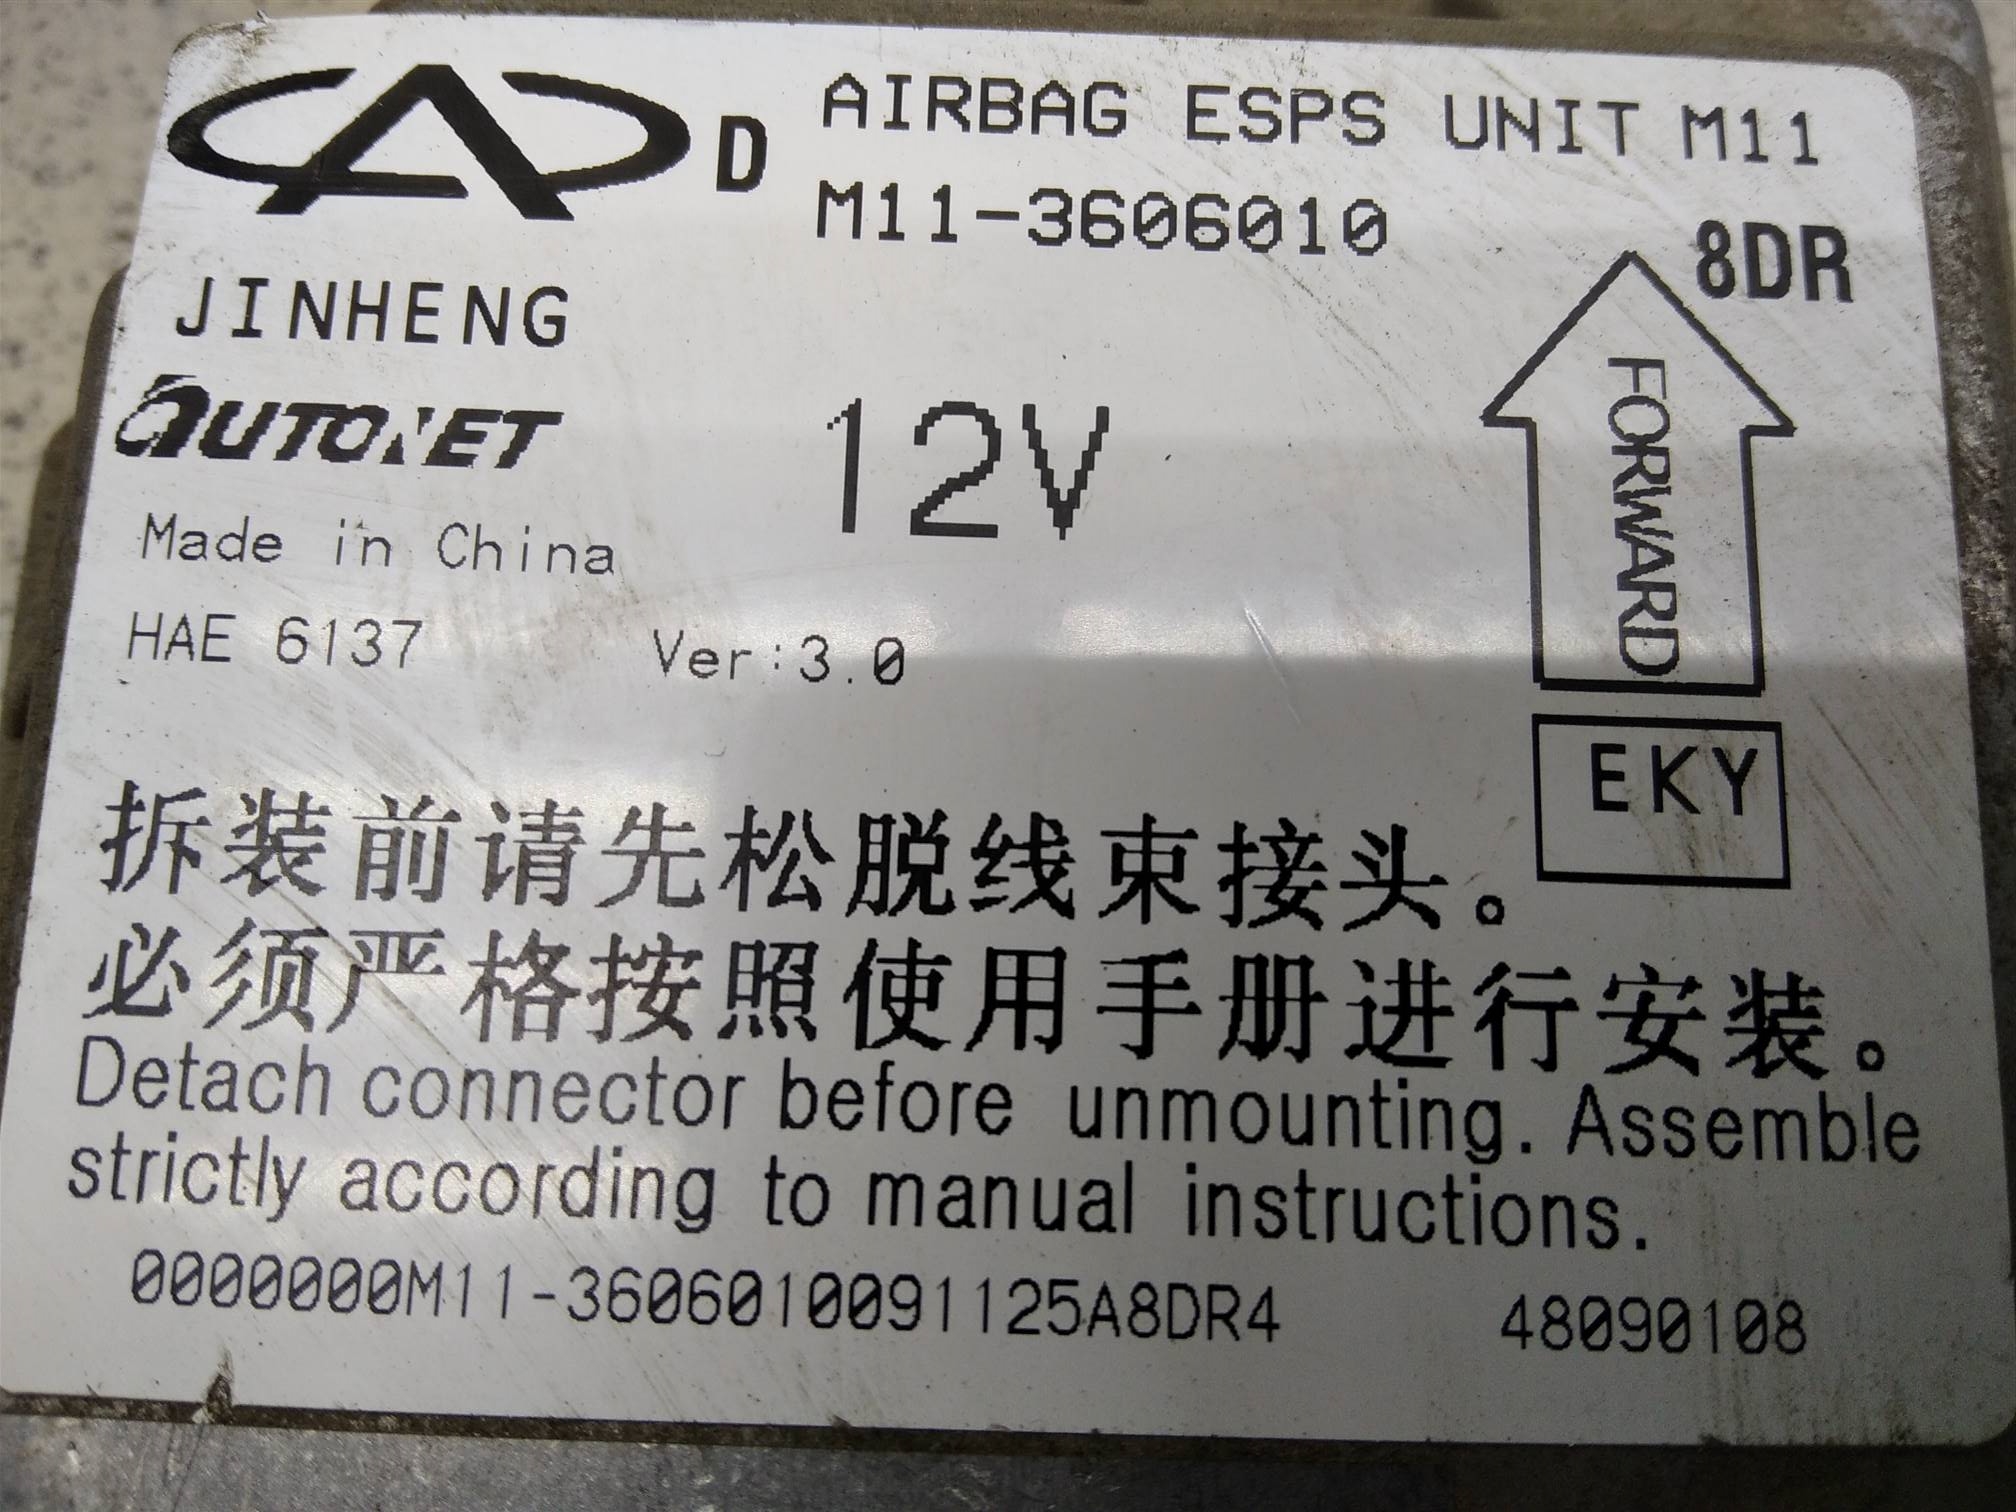 D AIRBAG ESPS UNIT M11
M11-3606010
8DR
JINHENG
AUTONET
12V
FORWARD
Made in China
HAE 6137 Ver:3.0
EKY
拆装前请先松脱线束接头。
必须严格按照使用手册进行安装。
Detach connector before unmounting. Assemble
strictly according to manual instructions.
0000000M11-3606010091125A8DR4 48090108